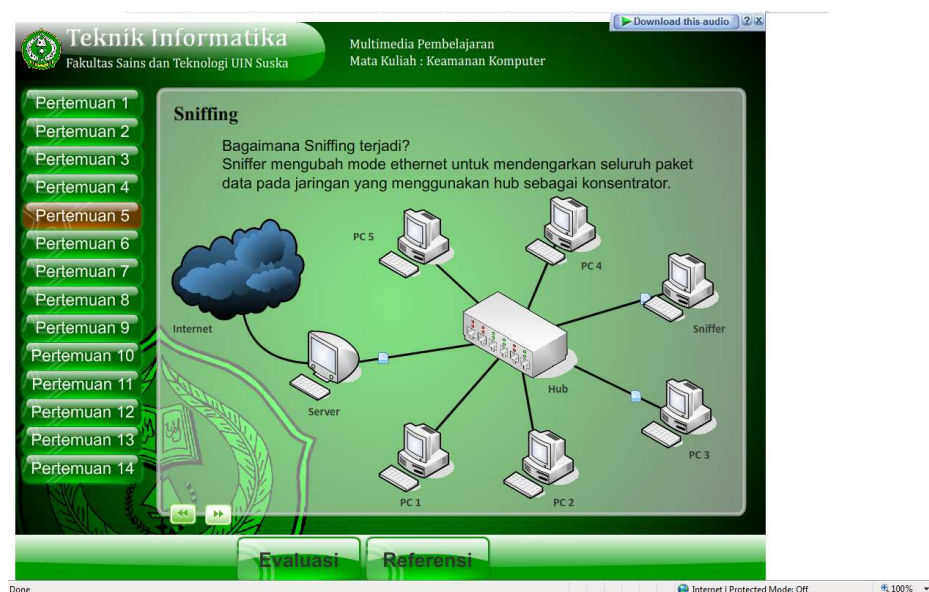 Download this audio
?
X
Teknik Informatika
Fakultas Sains dan Teknologi UIN Suska
Multimedia Pembelajaran
Mata Kuliah : Keamanan Komputer
Pertemuan 1
Pertemuan 2
Pertemuan 3
Pertemuan 4
Pertemuan 5
Pertemuan 6
Pertemuan 7
Pertemuan 8
Pertemuan 9
Pertemuan 10
Pertemuan 11
Pertemuan 12
Pertemuan 13
Pertemuan 14
Sniffing
Bagaimana Sniffing terjadi?
Sniffer mengubah mode ethernet untuk mendengarkan seluruh paket
data pada jaringan yang menggunakan hub sebagai konsentrator.
PC 5
PC 4
Internet
Sniffer
Hub
Server
PC 3
PC 1
PC 2
Evaluasi
Referensi
Done
Internet | Protected Mode: Off
100%